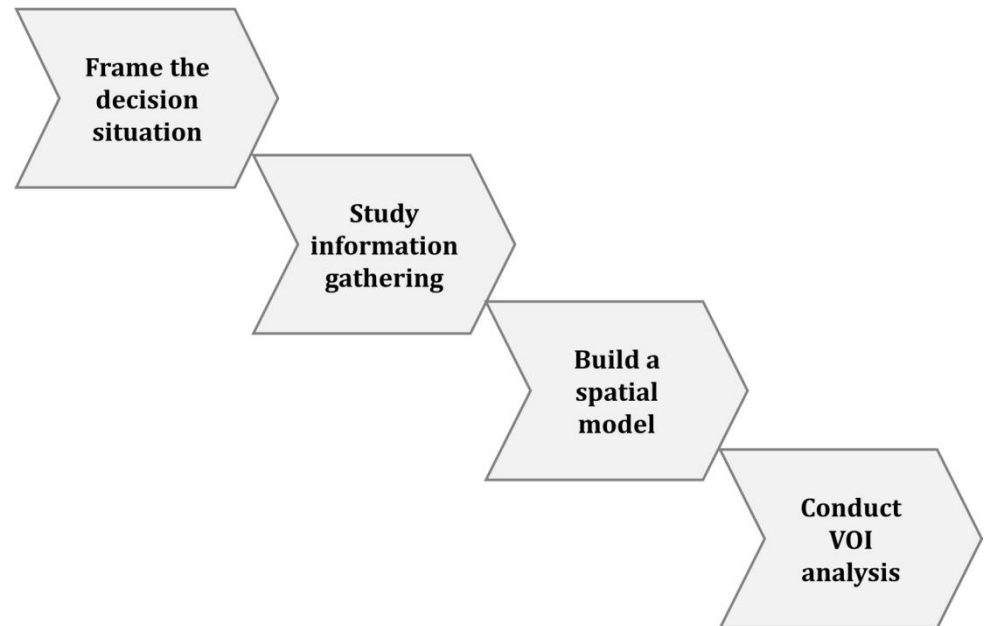 Frame the
decision
situation
Study
information
gathering
Build a
spatial
model
Conduct
VOI
analysis